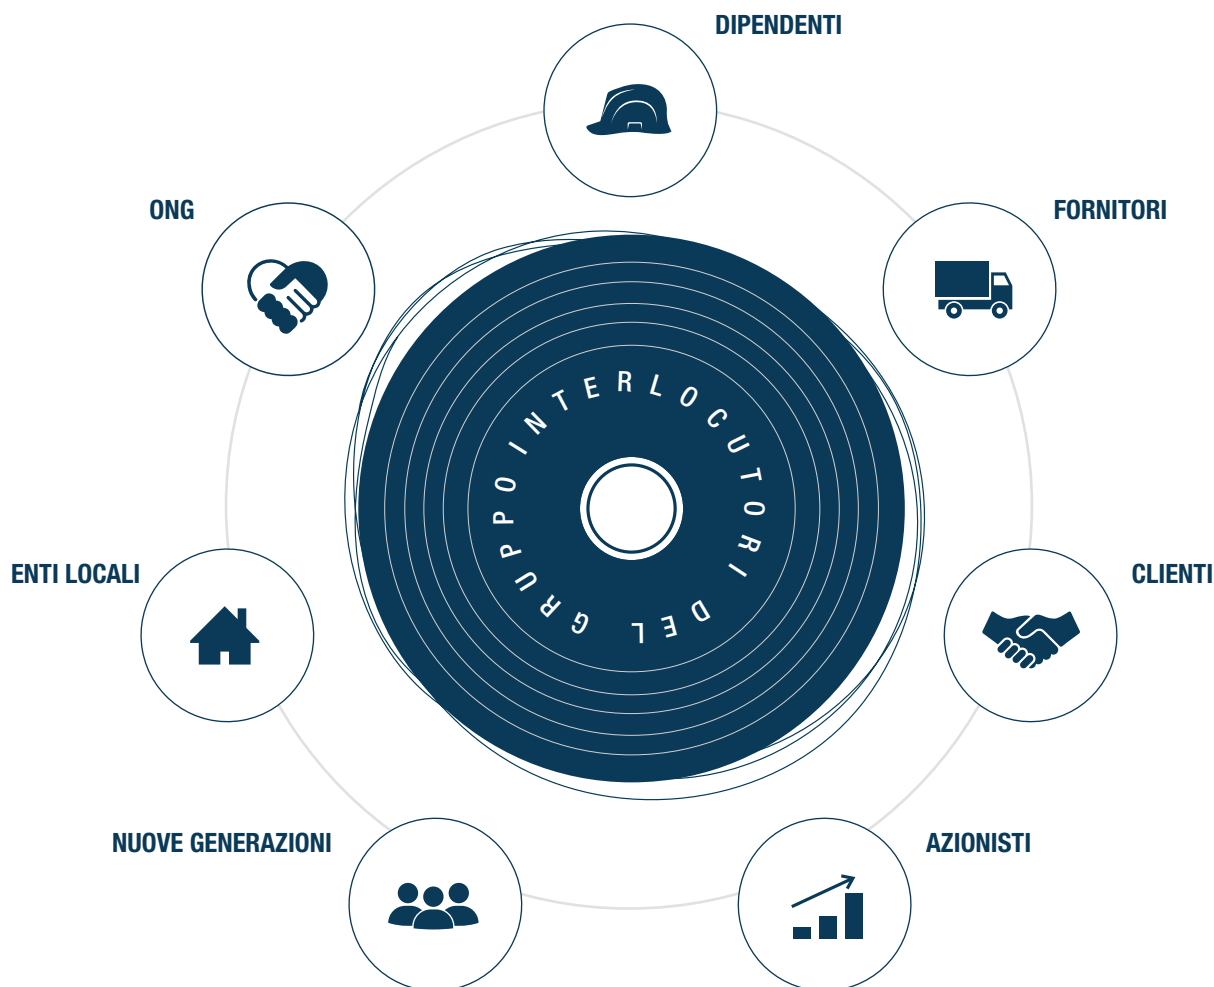 DIPENDENTI
ONG
FORNITORI
INTERLOCUTORI DEL GRUPPO
ENTI LOCALI
CLIENTI
NUOVE GENERAZIONI
AZIONISTI